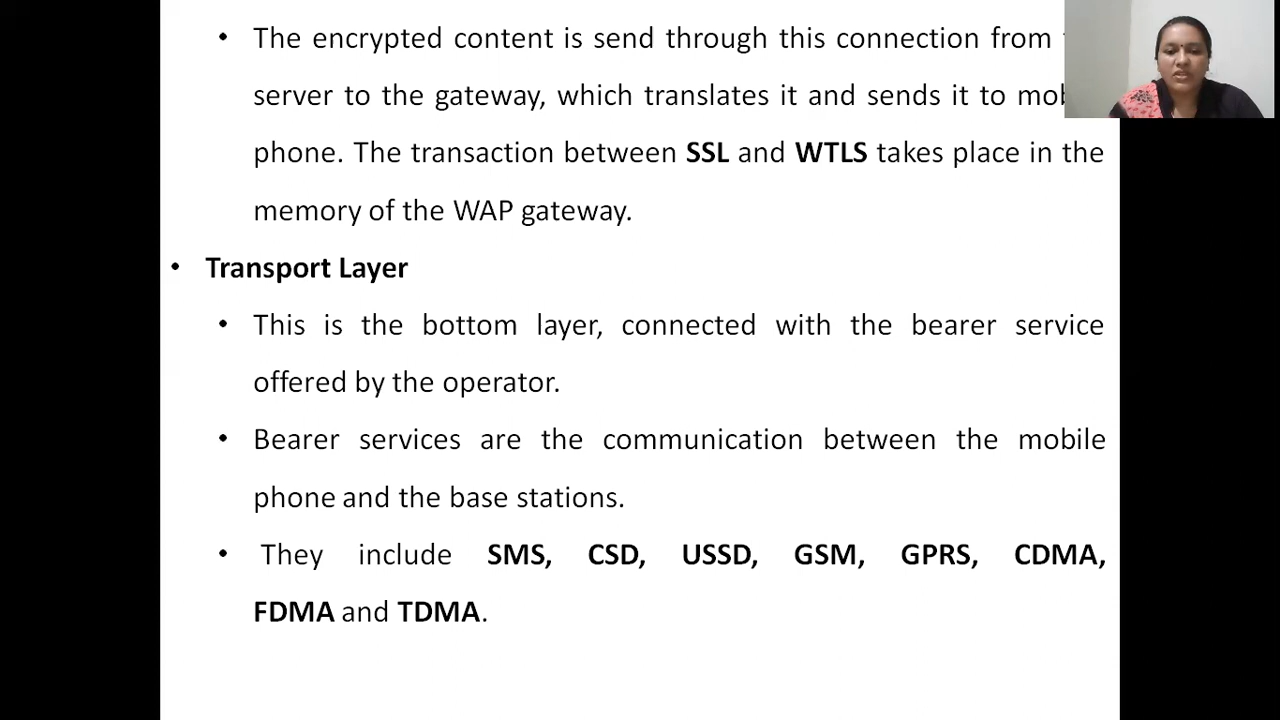 • The encrypted content is send through this connection from
server to the gateway, which translates it and sends it to
phone. The transaction between SSL and WTLS takes place in the
memory of the WAP gateway.
• Transport Layer
• This is the bottom layer, connected with the bearer service
offered by the operator.
• Bearer services are the communication between the mobile
phone and the base stations.
• They include SMS, CSD, USSD, GSM, GPRS, CDMA,
FDMA and TDMA.